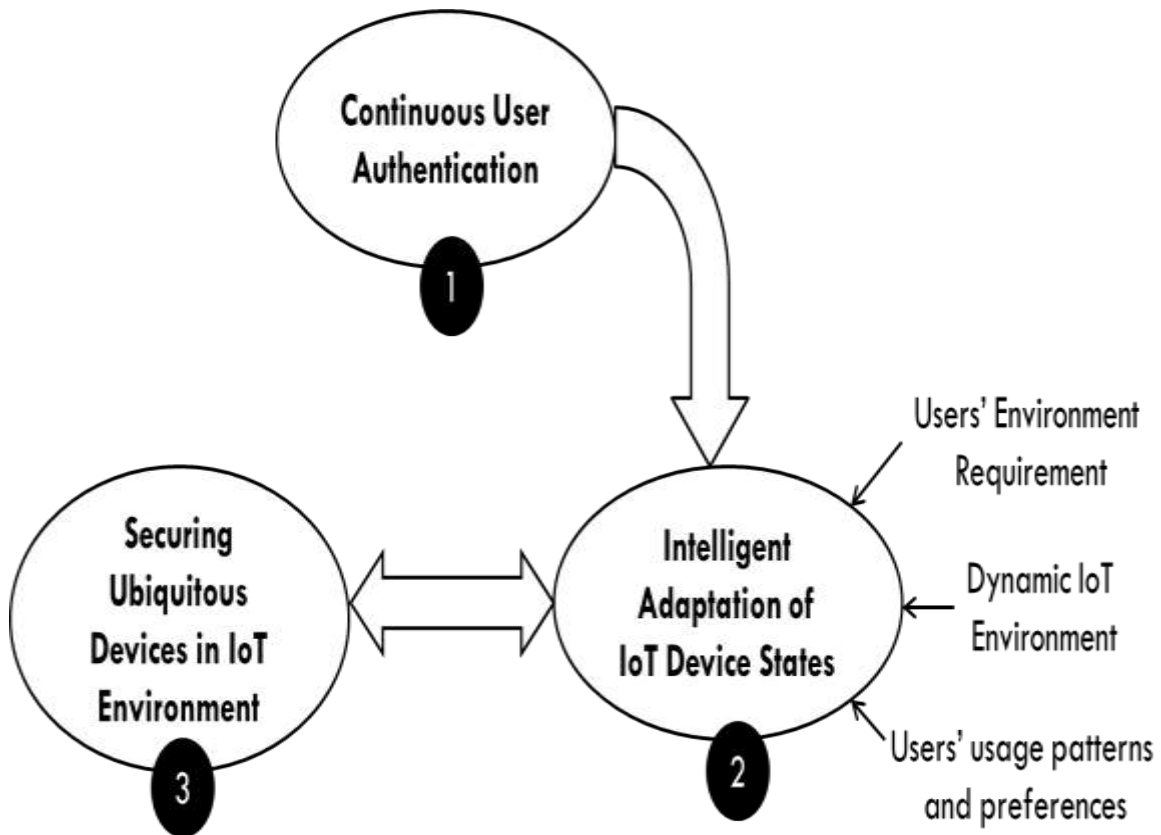 Continuous User
Authentication
1
Users' Environment
Requirement
Securing
Ubiquitous
Devices in IoT
Environment
3
Intelligent
Adaptation of
IoT Device States
2
Dynamic IoT
Environment
Users' usage patterns
and preferences